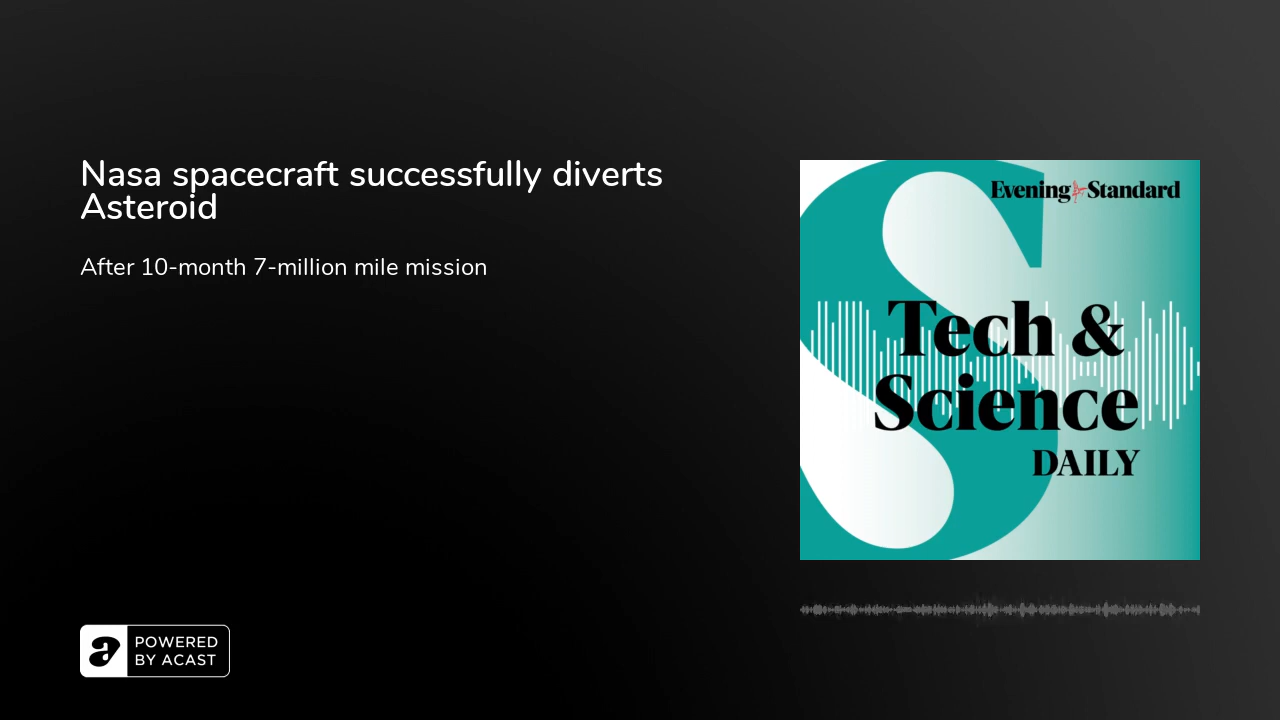 Nasa spacecraft successfully diverts
Asteroid
After 10-month 7-million mile mission
Evening Standard
Tech &
Science
DAILY
POWERED
BY ACAST